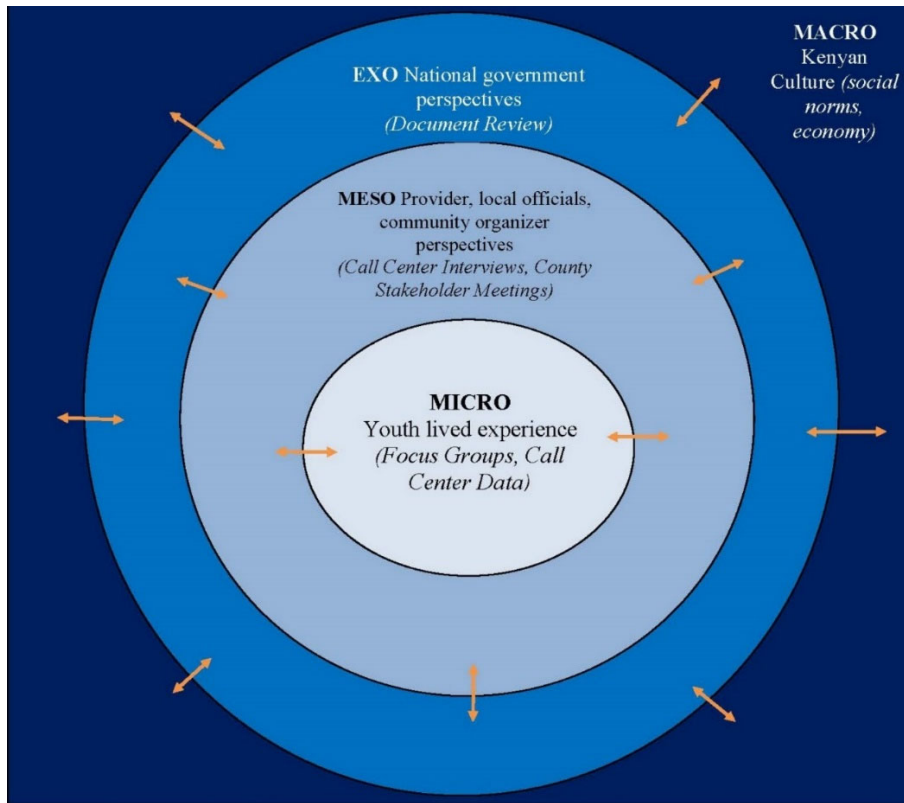 MACRO
Kenyan
Culture (social
norms,
economy)
EXO National government
perspectives
(Document Review)
MESO Provider, local officials,
community organizer
perspectives
(Call Center Interviews, County
Stakeholder Meetings)
MICRO
Youth lived experience
(Focus Groups, Call
Center Data)